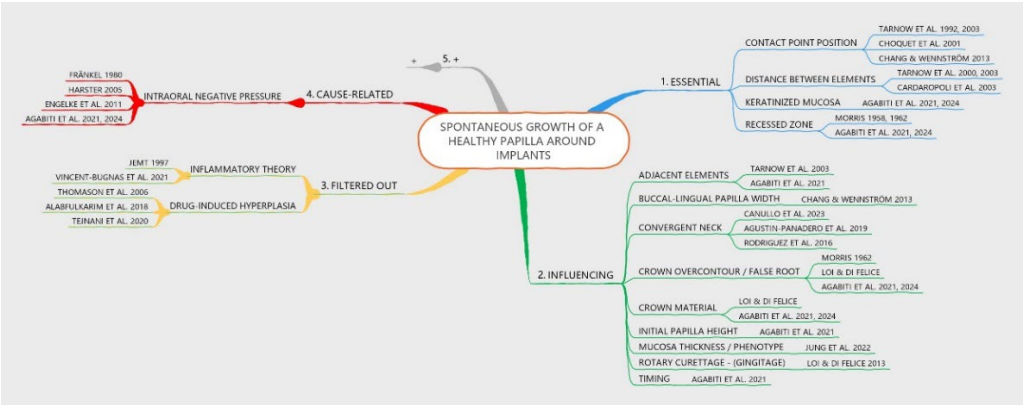 SPONTANEOUS GROWTH OF A
HEALTHY PAPILLA AROUND
IMPLANTS
1. ESSENTIAL
CONTACT POINT POSITION
TARNOW ET AL. 1992, 2003
CHOQUET ET AL. 2001
CHANG & WENNSTRÖM 2013
DISTANCE BETWEEN ELEMENTS
TARNOW ET AL. 2000, 2003
CARDAROPOLI ET AL. 2003
KERATINIZED MUCOSA
AGABITI ET AL. 2021, 2024
RECESSED ZONE
MORRIS 1958, 1962
AGABITI ET AL. 2021, 2024
2. INFLUENCING
ADJACENT ELEMENTS
TARNOW ET AL. 2003
AGABITI ET AL. 2021
BUCCAL-LINGUAL PAPILLA WIDTH
CHANG & WENNSTRÖM 2013
CONVERGENT NECK
CANULLO ET AL. 2023
AGUSTIN-PANADERO ET AL. 2019
RODRIGUEZ ET AL. 2016
CROWN OVERCONTOUR / FALSE ROOT
MORRIS 1962
LOI & DI FELICE
AGABITI ET AL. 2021, 2024
CROWN MATERIAL
LOI & DI FELICE
AGABITI ET AL. 2021, 2024
INITIAL PAPILLA HEIGHT
AGABITI ET AL. 2021
MUCOSA THICKNESS / PHENOTYPE
JUNG ET AL. 2022
ROTARY CURETTAGE - (GINGITAGE)
LOI & DI FELICE 2013
TIMING
AGABITI ET AL. 2021
3. FILTERED OUT
INFLAMMATORY THEORY
JEMT 1997
VINCENT-BUGNAS ET AL. 2021
DRUG-INDUCED HYPERPLASIA
THOMASON ET AL. 2006
ALABFULKARIM ET AL. 2018
TEJNANI ET AL. 2020
4. CAUSE-RELATED
INTRAORAL NEGATIVE PRESSURE
FRÄNKEL 1980
HARSTER 2005
ENGELKE ET AL. 2011
AGABITI ET AL. 2021, 2024
5. +
+